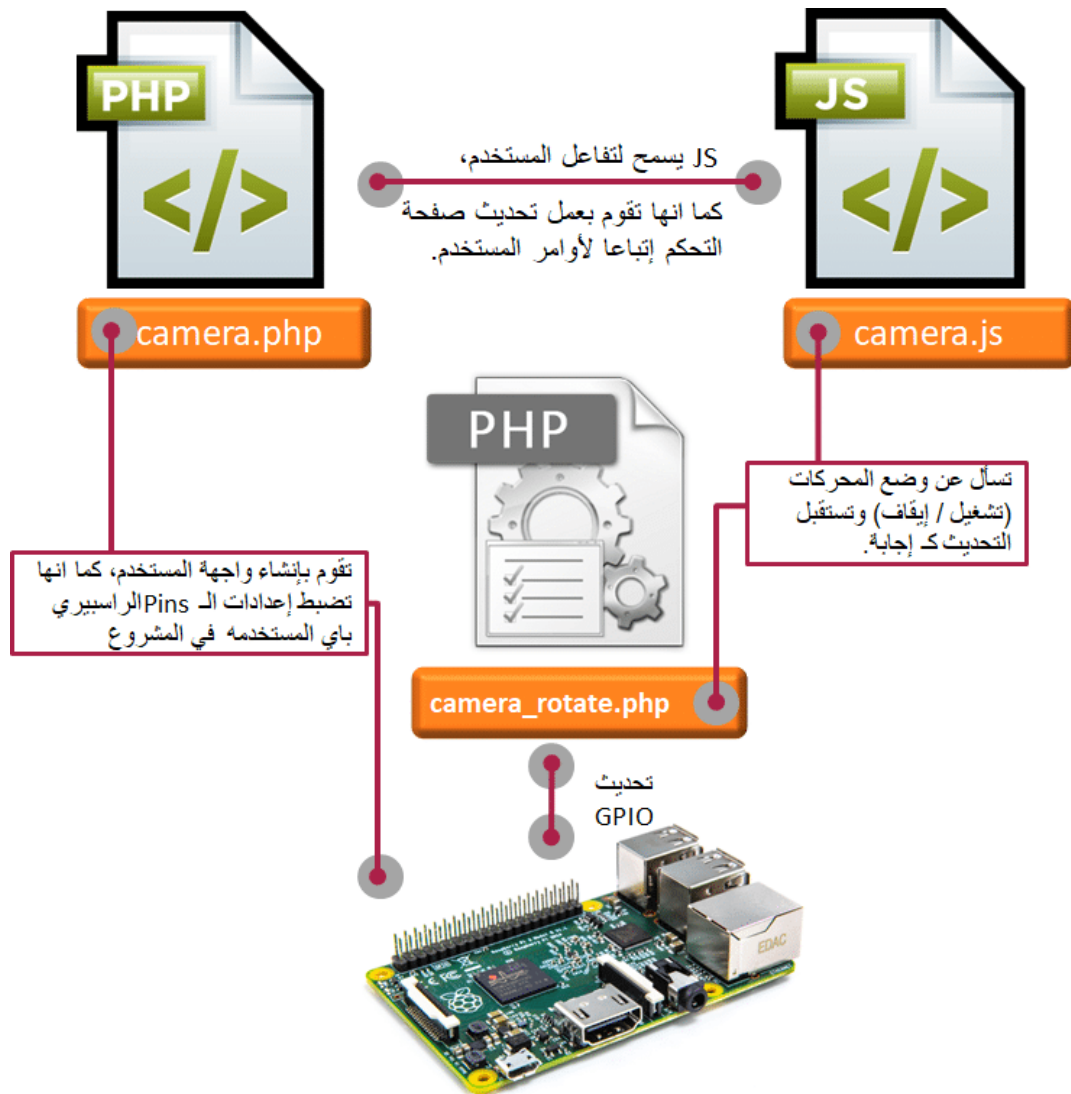 PHP
JS
JS يسمح لتفاعل المستخدم،
كما انها تقوم بعمل تحديث صفحة
التحكم إتباعا لأوامر المستخدم.
camera.php
camera.js
PHP
تسأل عن وضع المحركات
(تشغيل / إيقاف) وتستقبل
التحديث كـ إجابة.
تقوم بإنشاء واجهة المستخدم، كما انها
تضبط إعدادات الـ Pinsالراسبيري
باي المستخدمه في المشروع
camera_rotate.php
تحديث
GPIO
EDAC